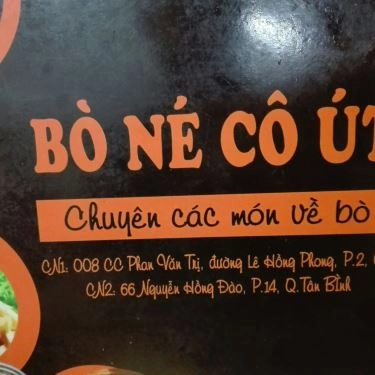 BÒ NÉ CÔ ÚT
Chuyên các món về bò
CN1: 008 CC Phan Văn Trị, đường Lê Hồng Phong, P.2,
CN2: 66 Nguyễn Hồng Đào, P.14, Q.Tân Bình